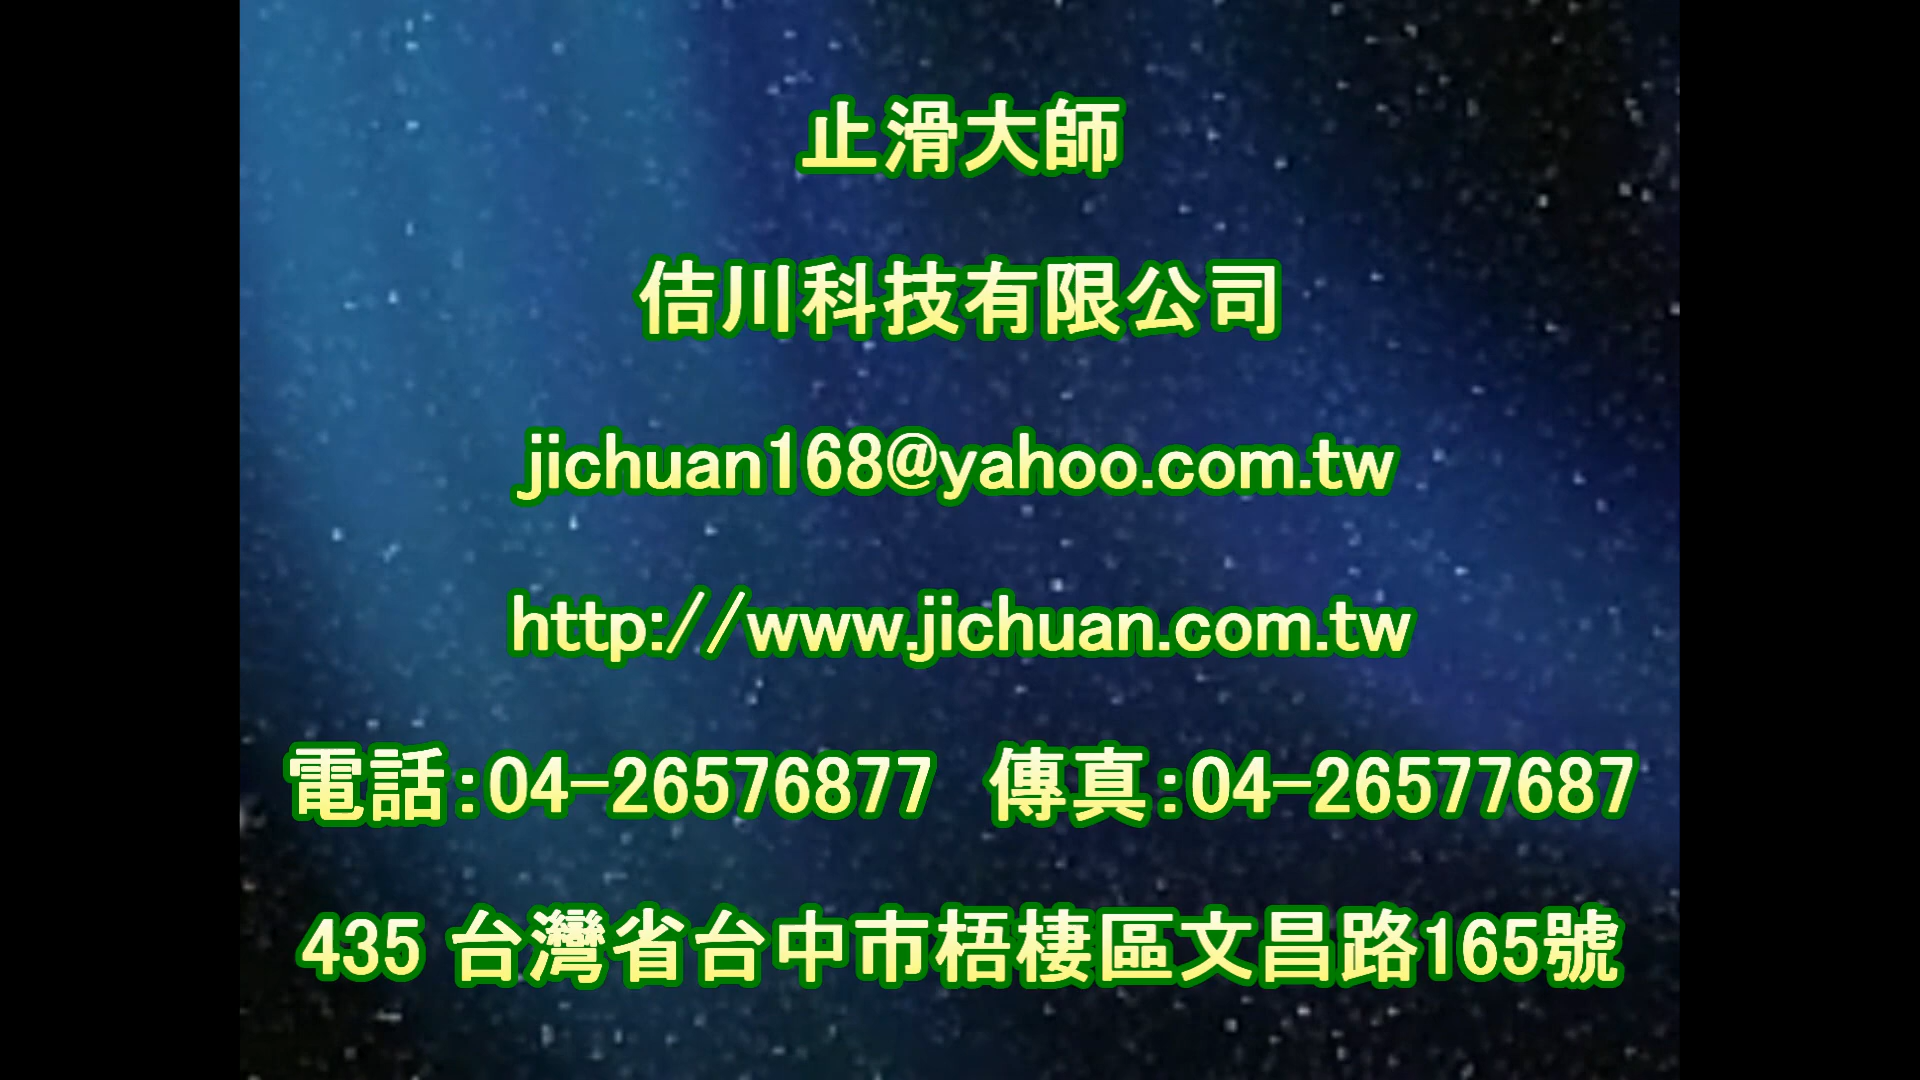 止滑大師
佶川科技有限公司
jichuan168@yahoo.com.tw
http://www.jichuan.com.tw
電話:04-26576877 傳真:04-26577687
435 台灣省台中市梧棲區文昌路165號